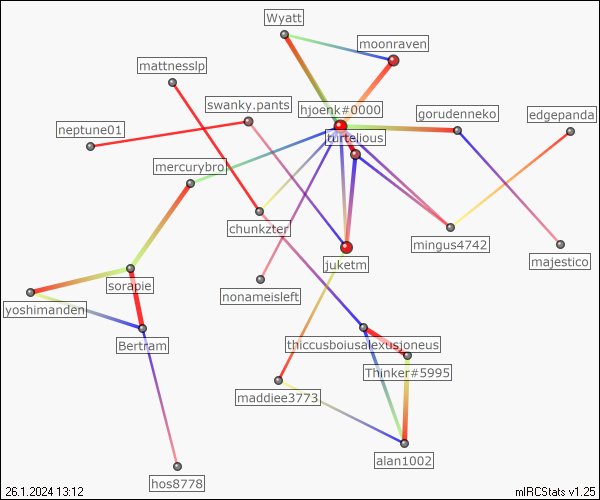 Wyatt
moonraven
mattnesslp
swanky.pants
hjoenk#0000
gorudenneko
edgepanda
neptune01
turtelious
mercurybro
chunkzter
mingus4742
majestico
juketm
sorapie
nonameisleft
yoshimanden
Bertram
thiccusboiusalexusjoneus
Thinker#5995
maddiee3773
alan1002
hos8778
26.1.2024 13:12
mIRCStats v1.25